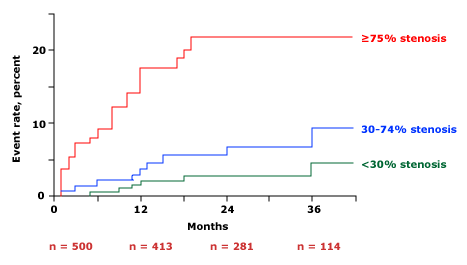 Event rate, percent
20
10
0
≥75% stenosis
30-74% stenosis
<30% stenosis
0 12 24 36
Months
n = 500 n = 413 n = 281 n = 114